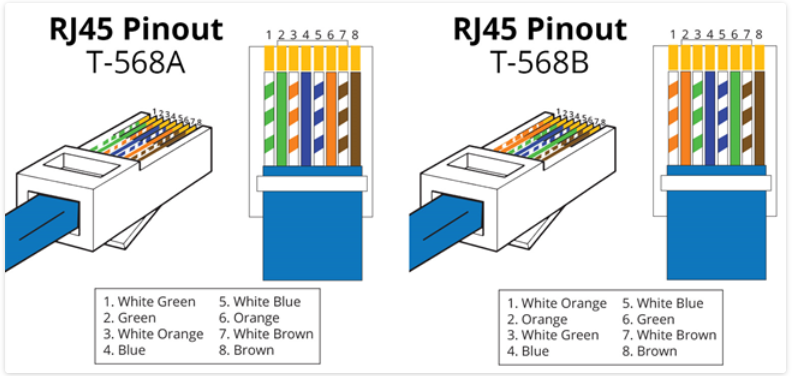 RJ45 Pinout
T-568A
1 2 3 4 5 6 7 8
12345678
1. White Green
2. Green
3. White Orange
4. Blue
5. White Blue
6. Orange
7. White Brown
8. Brown
RJ45 Pinout
T-568B
1 2 3 4 5 6 7 8
12345678
1. White Orange
2. Orange
3. White Green
4. Blue
5. White Blue
6. Green
7. White Brown
8. Brown